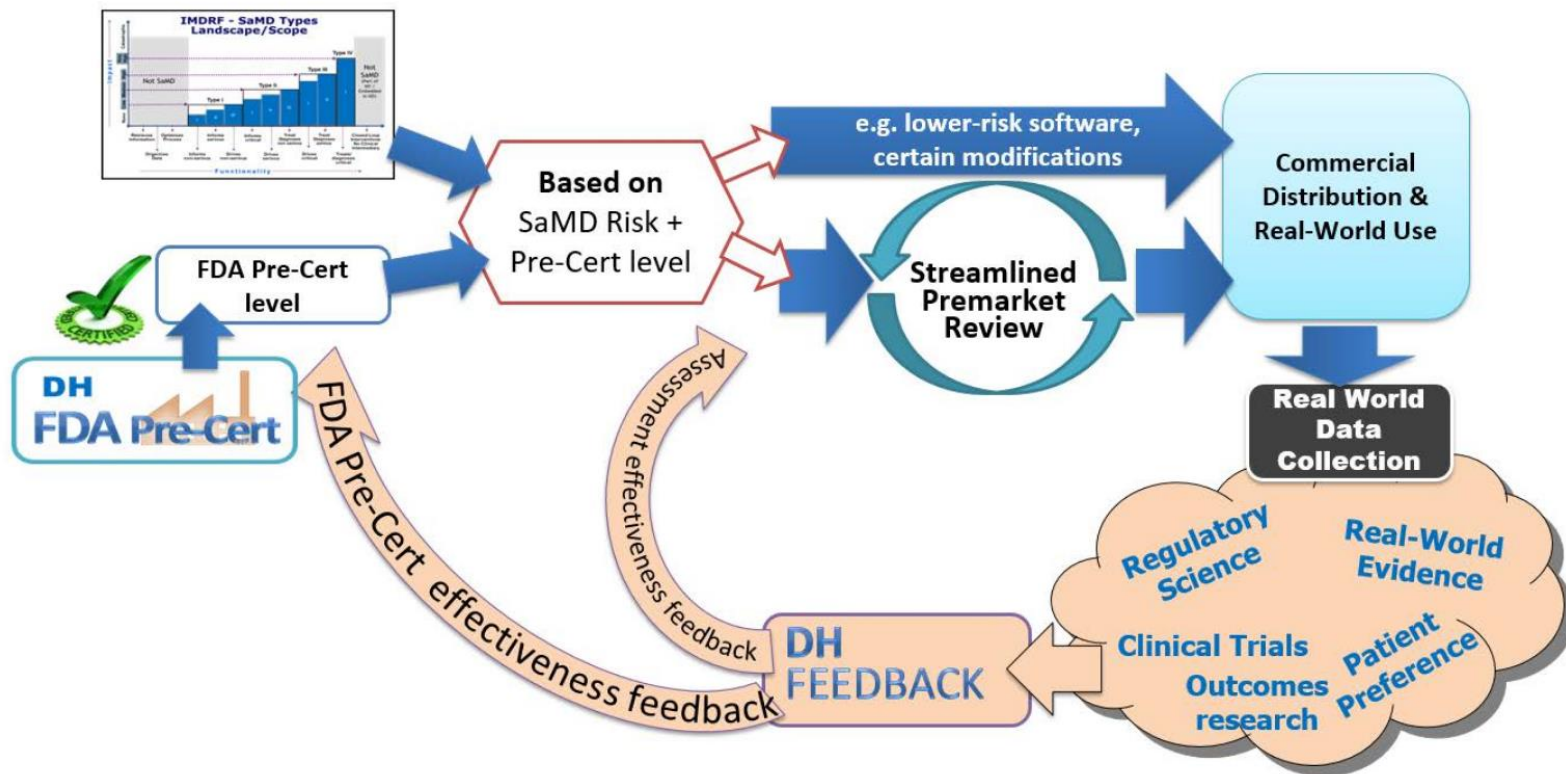 IMDRF - SaMD Types
Landscape/Scope
Impact
Not SaMD
Type I
Type II
Type III
Type IV
Not
SaMD
Functionality
e.g. lower-risk software,
certain modifications
Commercial
Distribution &
Real-World Use
Based on
SaMD Risk +
Pre-Cert level
FDA Pre-Cert
level
CERTIFIED
Streamlined
Premarket
Review
DH
FDA Pre-Cert
FDA Pre-Cert effectiveness feedback
Assessment effectiveness feedback
Real World
Data
Collection
Regulatory
Science
Real-World
Evidence
Clinical Trials
Patient
Preference
Outcomes
research
DH
FEEDBACK